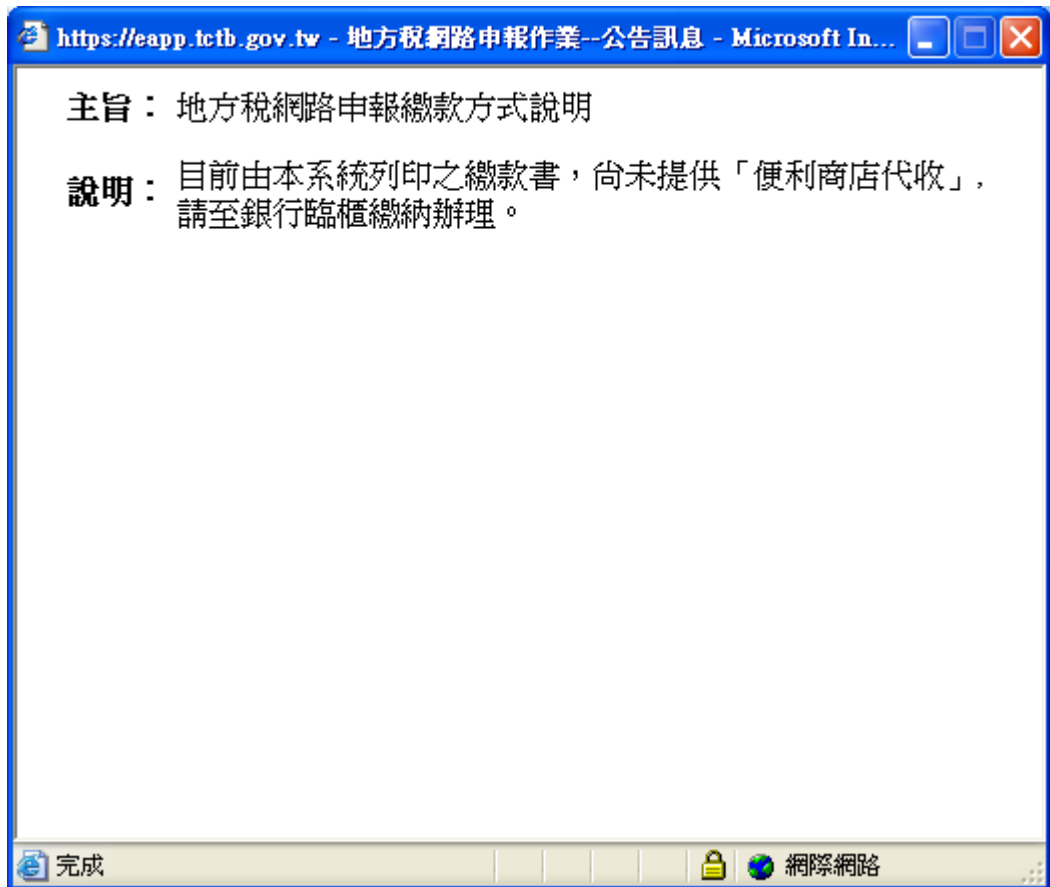 https://eapp.tctb.gov.tw - 地方稅網路申報作業--公告訊息 - Microsoft In...
主旨：地方稅網路申報繳款方式說明
說明：目前由本系統列印之繳款書，尚未提供「便利商店代收」,
請至銀行臨櫃繳納辦理。
完成 網際網路